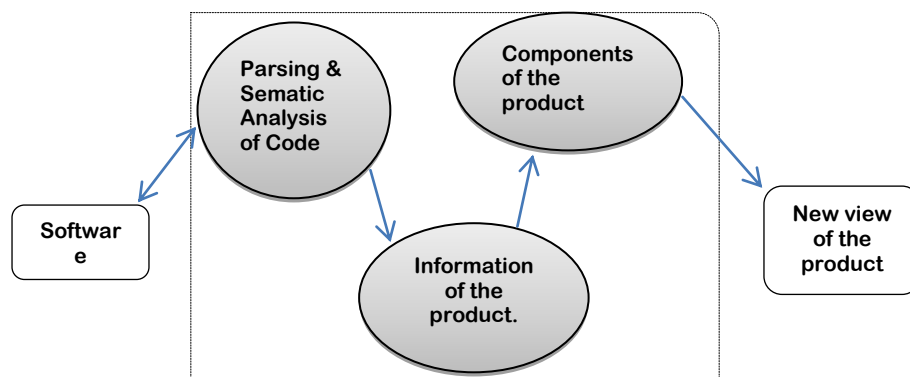 Parsing &
Sematic
Analysis
of Code
Components
of the
product
Softwar
e
Information
of the
product.
New view
of the
product